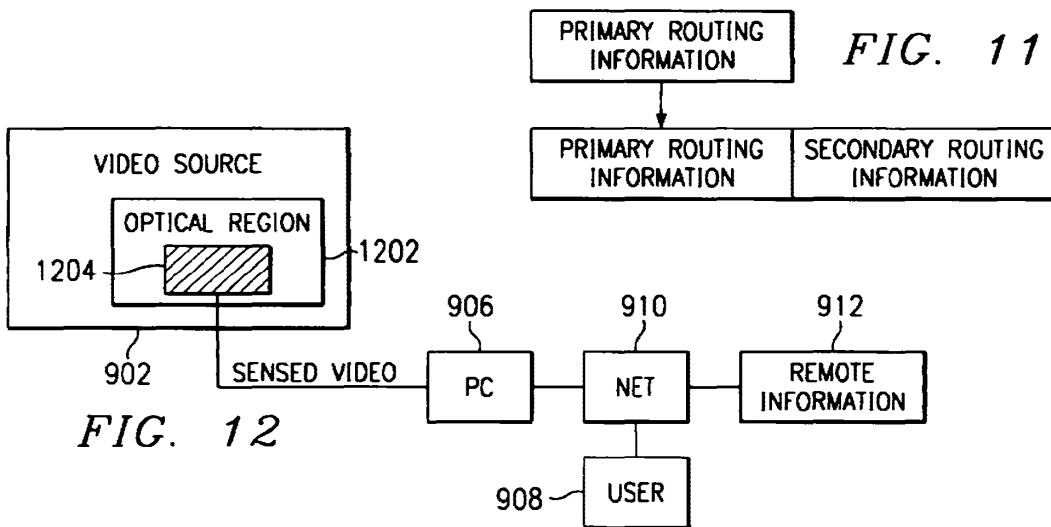 PRIMARY ROUTING
INFORMATION
FIG. 11
PRIMARY ROUTING
INFORMATION
SECONDARY ROUTING
INFORMATION
VIDEO SOURCE
OPTICAL REGION
1204
1202
902
SENSED VIDEO
906
PC
910
NET
912
REMOTE
INFORMATION
908
USER
FIG. 12